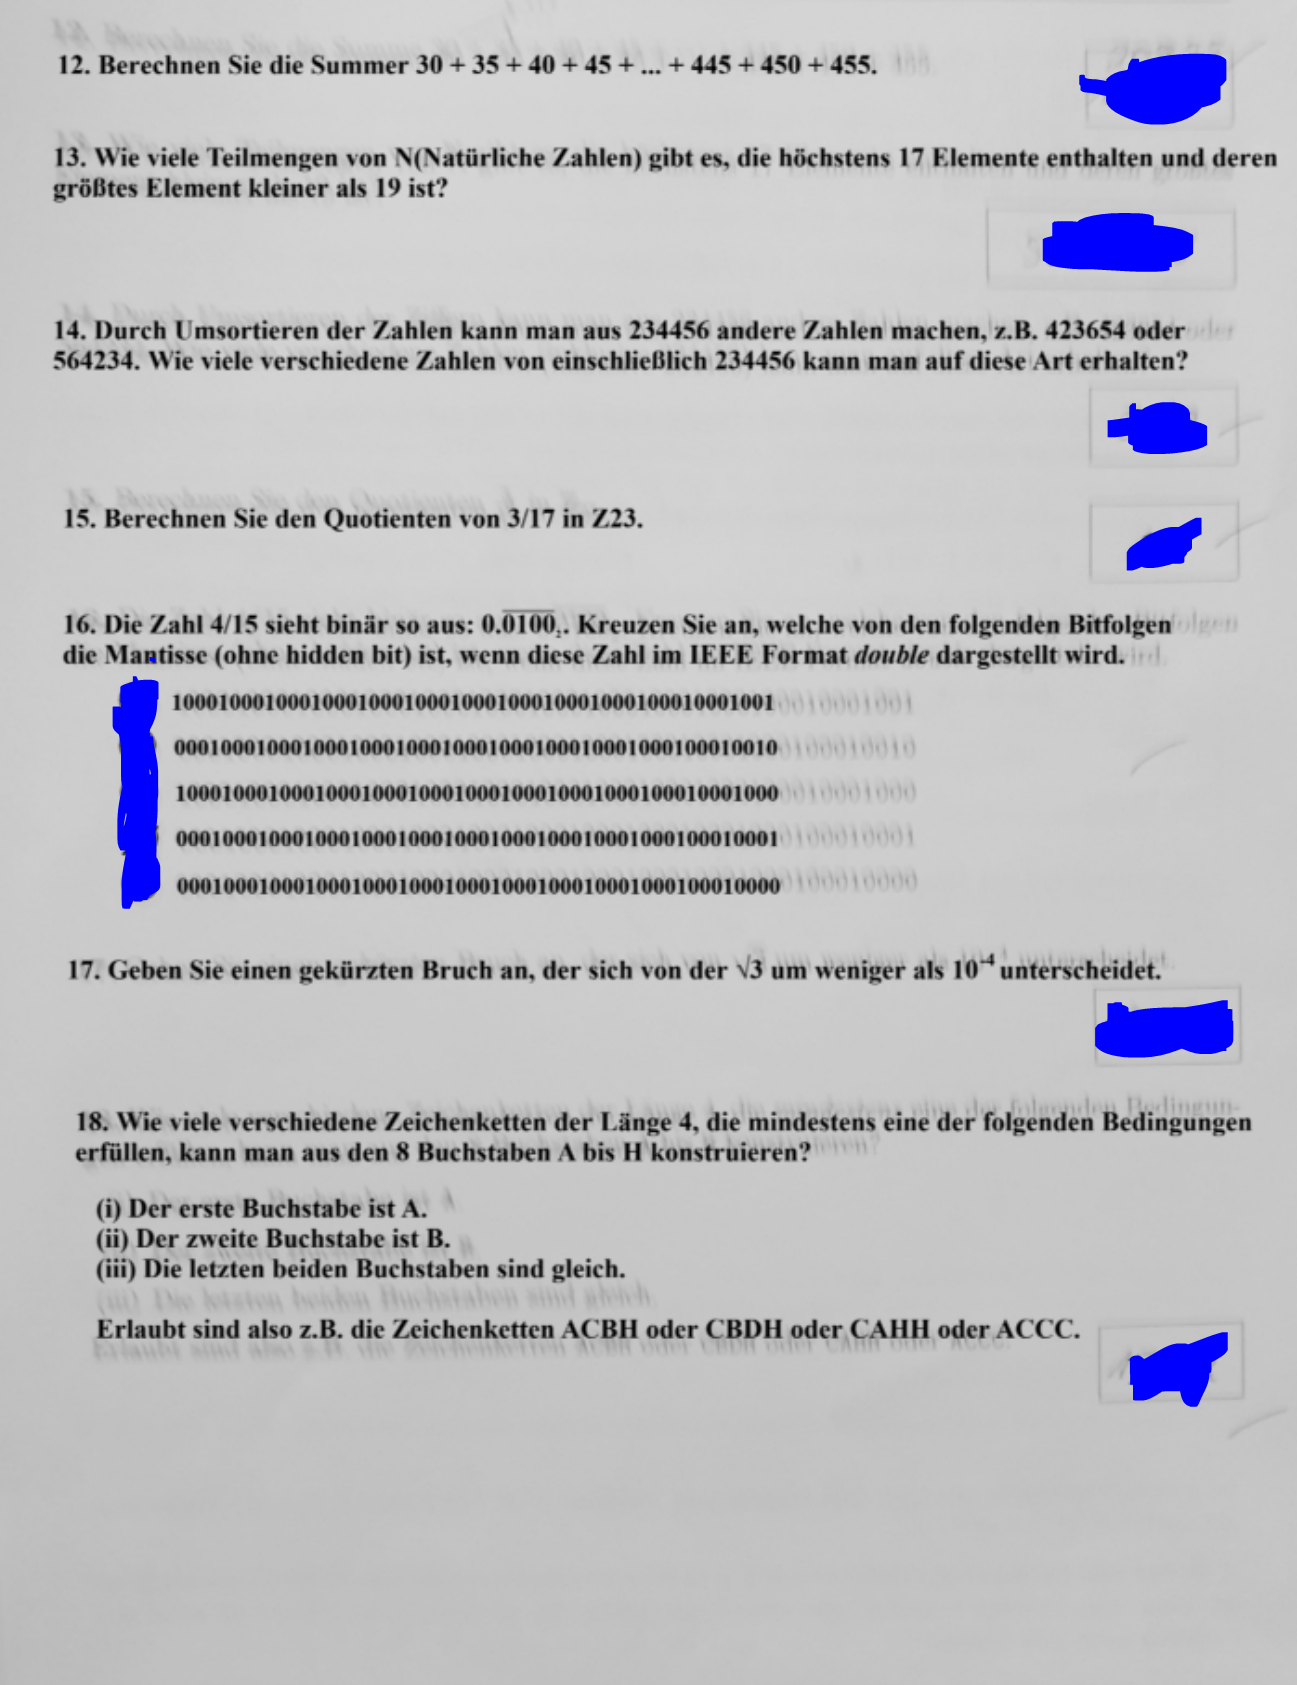 12. Berechnen Sie die Summer 30 + 35 + 40 + 45 + ... + 445 + 450 + 455.
13. Wie viele Teilmengen von N(Natürliche Zahlen) gibt es, die höchstens 17 Elemente enthalten und deren
größtes Element kleiner als 19 ist?
14. Durch Umsortieren der Zahlen kann man aus 234456 andere Zahlen machen, z.B. 423654 oder
564234. Wie viele verschiedene Zahlen von einschließlich 234456 kann man auf diese Art erhalten?
15. Berechnen Sie den Quotienten von 3/17 in Z23.
16. Die Zahl 4/15 sieht binär so aus: 0.0̅1̅0̅0̅₂. Kreuzen Sie an, welche von den folgenden Bitfolgen
die Mantisse (ohne hidden bit) ist, wenn diese Zahl im IEEE Format double dargestellt wird.
1000100010001000100010001000100010001000100010001001
0001000100010001000100010001000100010001000100010010
1000100010001000100010001000100010001000100010001000
0001000100010001000100010001000100010001000100010001
0001000100010001000100010001000100010001000100010000
17. Geben Sie einen gekürzten Bruch an, der sich von der √3 um weniger als 10⁻⁴ unterscheidet.
18. Wie viele verschiedene Zeichenketten der Länge 4, die mindestens eine der folgenden Bedingungen
erfüllen, kann man aus den 8 Buchstaben A bis H konstruieren?
(i) Der erste Buchstabe ist A.
(ii) Der zweite Buchstabe ist B.
(iii) Die letzten beiden Buchstaben sind gleich.
Erlaubt sind also z.B. die Zeichenketten ACBH oder CBDH oder CAHH oder ACCC.